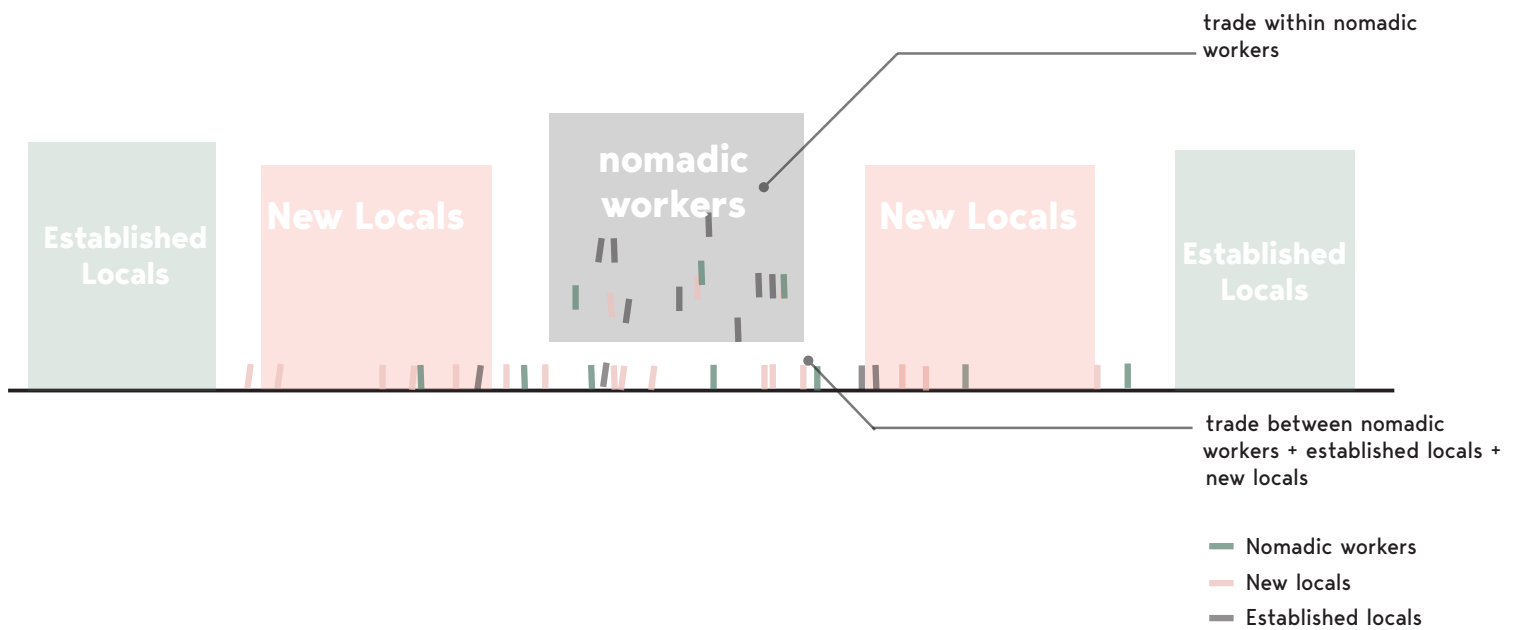 trade within nomadic
workers
nomadic
workers
New Locals
New Locals
Established
Locals
Established
Locals
trade between nomadic
workers + established locals +
new locals
Nomadic workers
New locals
Established locals